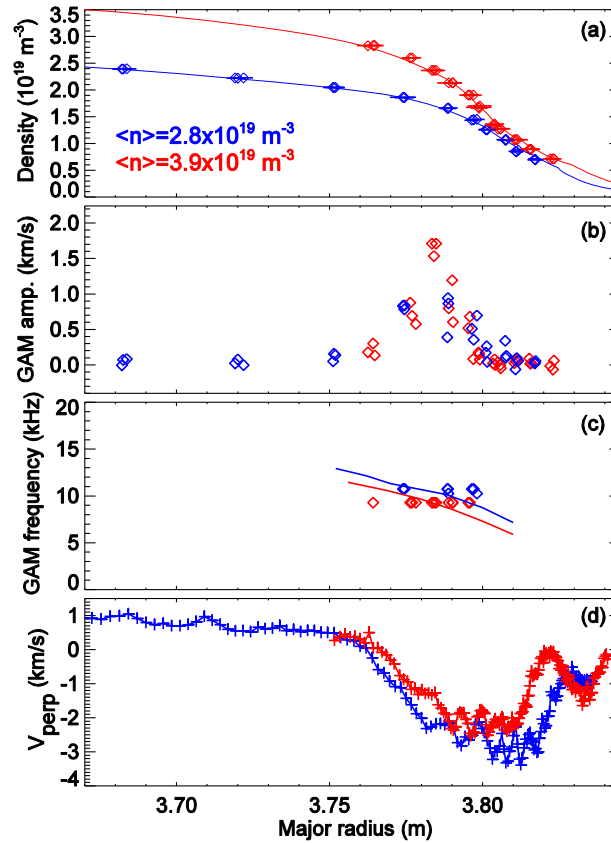 3.5
3.0
2.5
2.0
1.5
1.0
0.5
0.0
Density (10¹⁹ m⁻³)
(a)
<n>=2.8x10¹⁹ m⁻³
<n>=3.9x10¹⁹ m⁻³
2.0
1.5
1.0
0.5
0.0
GAM amp. (km/s)
(b)
20
15
10
5
0
GAM frequency (kHz)
(c)
1
0
-1
-2
-3
-4
V_perp (km/s)
(d)
3.70
3.75
3.80
Major radius (m)